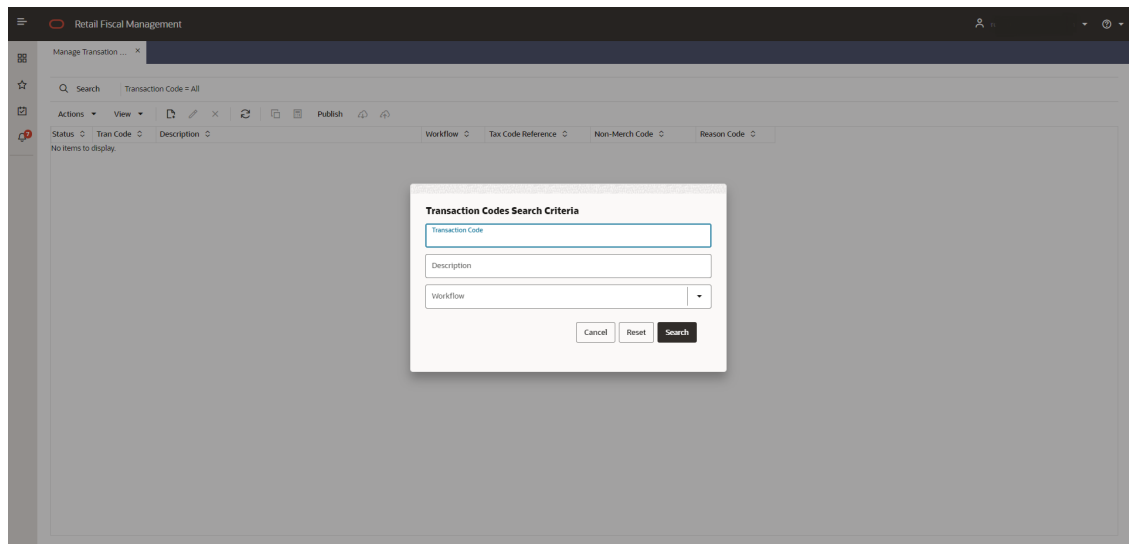 Retail Fiscal Management
Manage Transation ... ×
Search Transaction Code = All
Actions View Publish
7
Status Tran Code Description Workflow Tax Code Reference Non-Merch Code Reason Code
No items to display.
Transaction Codes Search Criteria
Transaction Code
Description
Workflow
Cancel Reset Search